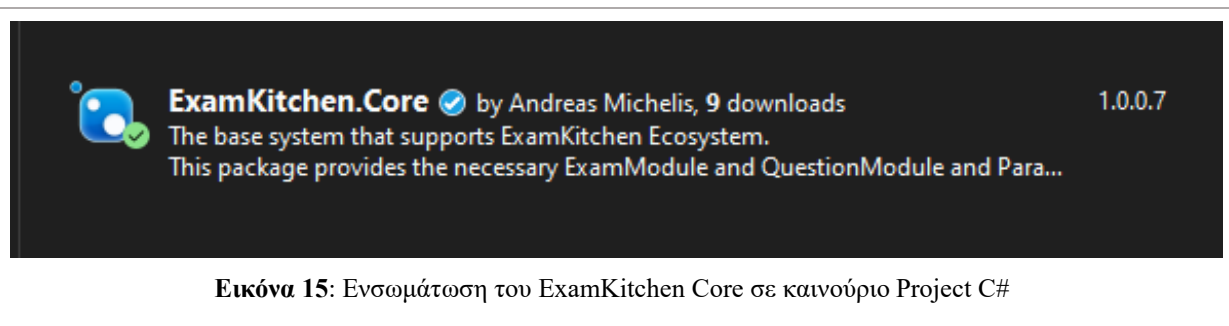 ExamKitchen.Core by Andreas Michelis, 9 downloads 1.0.0.7
The base system that supports ExamKitchen Ecosystem.
This package provides the necessary ExamModule and QuestionModule and Para...
Εικόνα 15: Ενσωμάτωση του ExamKitchen Core σε καινούριο Project C#